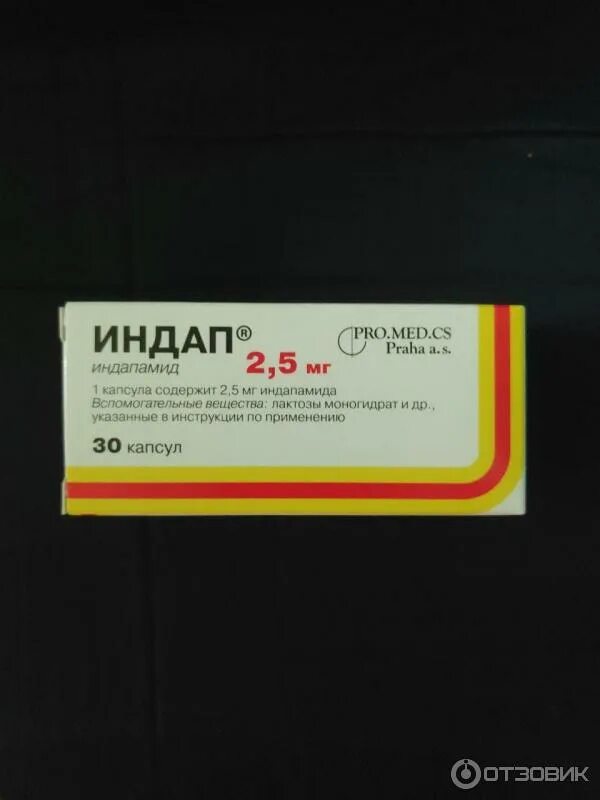 ИНДАП®
индапамид
2,5 мг
PRO.MED.CS
Praha a.s.
1 капсула содержит 2,5 мг индапамида
Вспомогательные вещества: лактозы моногидрат и др.,
указанные в инструкции по применению
30 капсул
ОТЗОВИК